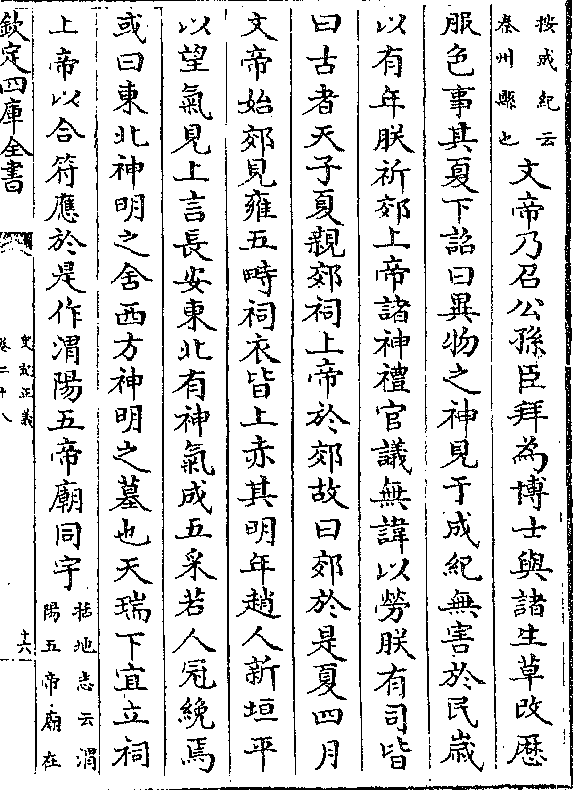 按成紀云
秦州縣也
文帝乃召公孫臣拜為博士與諸生草改歷
服色事其夏下詔曰異物之神見于成紀無害於民歲
以有年朕祈郊上帝諸神禮官議無諱以勞朕有司皆
曰古者天子夏親郊祠上帝於郊故曰郊於是夏四月
文帝始郊見雍五畤祠衣皆上赤其明年趙人新垣平
以望氣見上言長安東北有神氣成五采若人冠絻焉
或曰東北神明之舍西方神明之墓也天瑞下宜立祠
上帝以合符應於是作渭陽五帝廟同宇
括地志云渭
陽五帝廟在
欽定四庫全書
史記正義
卷二十八
十六